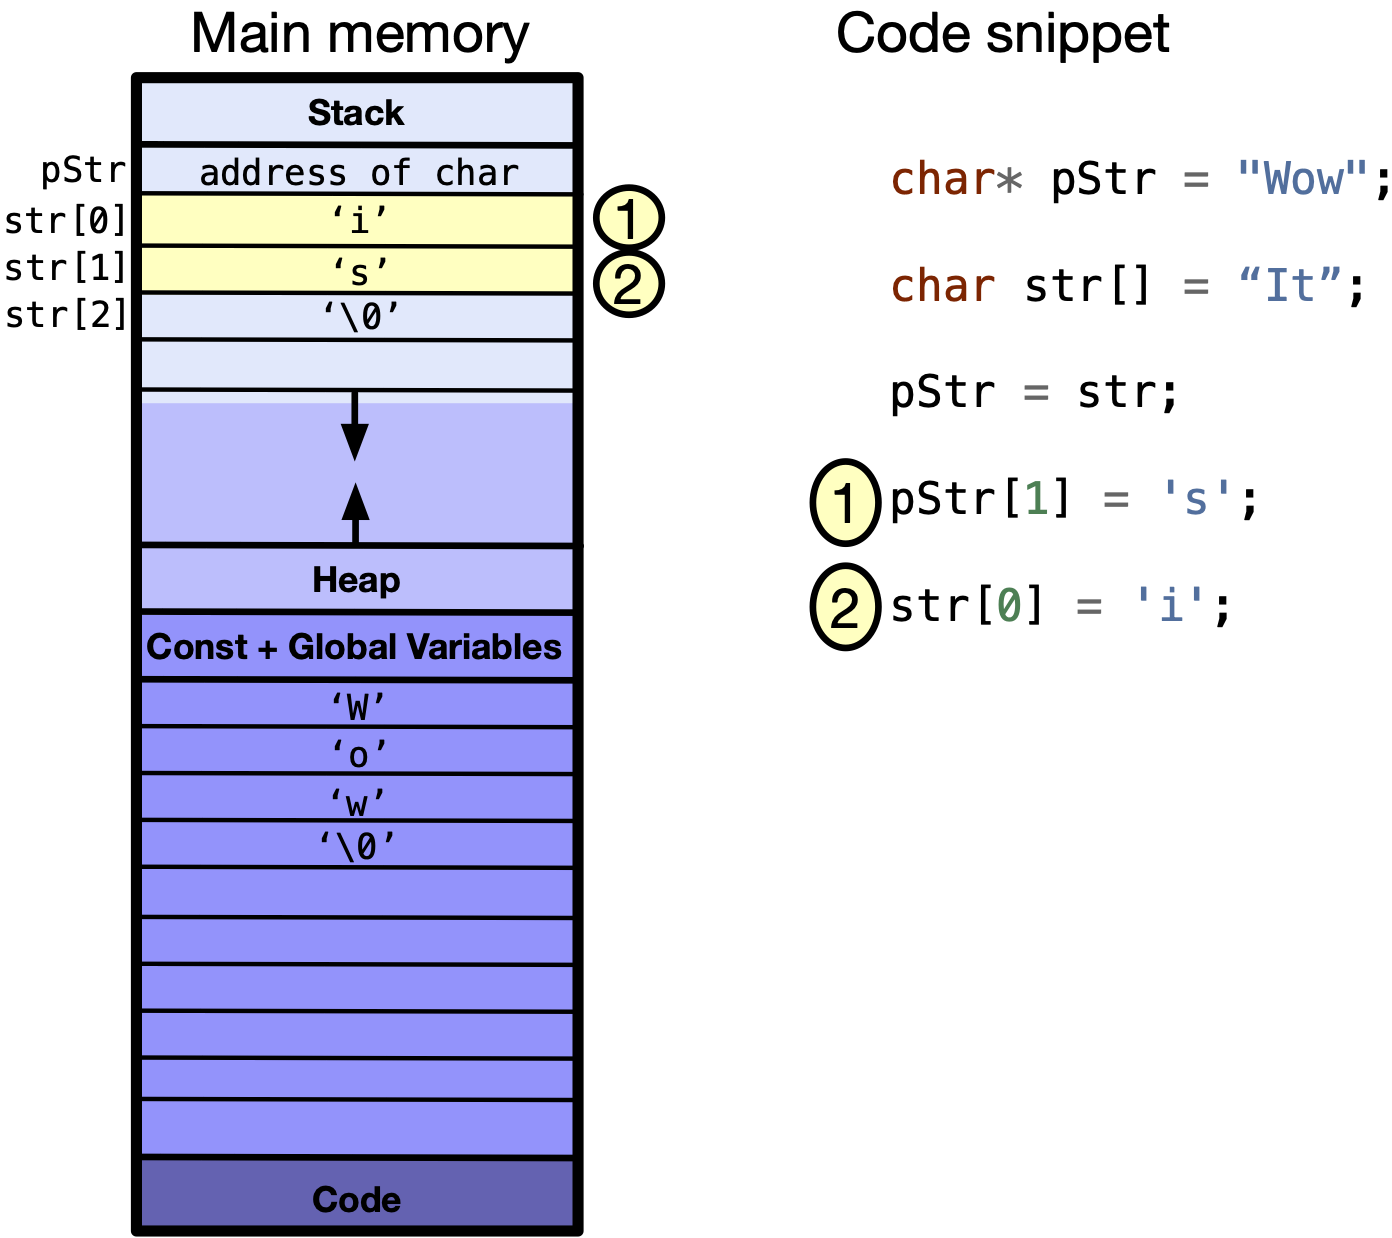 Main memory
Stack
pStr address of char
str[0] ‘i’ 1
str[1] ‘s’ 2
str[2] ‘\0’
Heap
Const + Global Variables
‘W’
‘o’
‘w’
‘\0’
Code
Code snippet
char* pStr = "Wow";
char str[] = “It”;
pStr = str;
1 pStr[1] = 's';
2 str[0] = 'i';